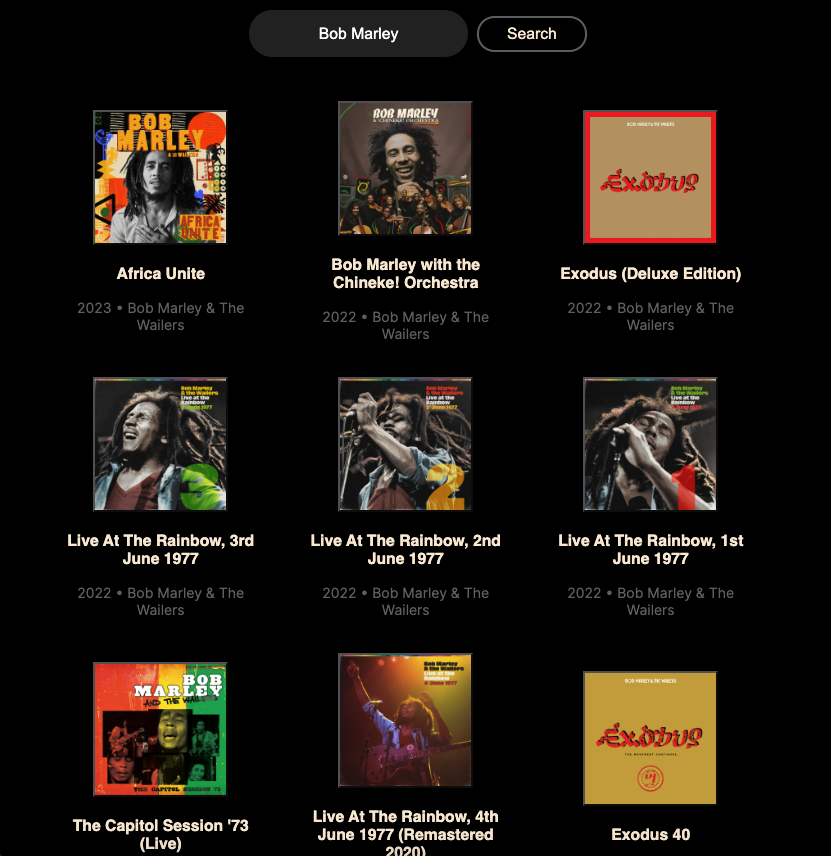 Bob Marley
Search
BOB
MARLEY
& THE WAILERS
AFRICA
UNITE
BOB MARLEY
& CHINEKE! ORCHESTRA
BOB MARLEY & THE WAILERS
Exodus
Africa Unite
Bob Marley with the
Chineke! Orchestra
Exodus (Deluxe Edition)
2023 • Bob Marley & The
Wailers
2022 • Bob Marley & The
Wailers
2022 • Bob Marley & The
Wailers
Bob Marley
& the Wailers
Live at the
Rainbow
3 June 1977
3
Bob Marley
& the Wailers
Live at the
Rainbow
2 June 1977
2
Bob Marley
& the Wailers
Live at the
Rainbow
1 June 1977
1
Live At The Rainbow, 3rd
June 1977
Live At The Rainbow, 2nd
June 1977
Live At The Rainbow, 1st
June 1977
2022 • Bob Marley & The
Wailers
2022 • Bob Marley & The
Wailers
2022 • Bob Marley & The
Wailers
BOB
MARLEY
AND THE WAILERS
THE CAPITOL SESSION '73
Bob Marley
& the Wailers
Live at the
Rainbow
4 June 1977
BOB MARLEY & THE WAILERS
Exodus
THE MOVEMENT CONTINUES
The Capitol Session '73
(Live)
Live At The Rainbow, 4th
June 1977 (Remastered
2020)
Exodus 40